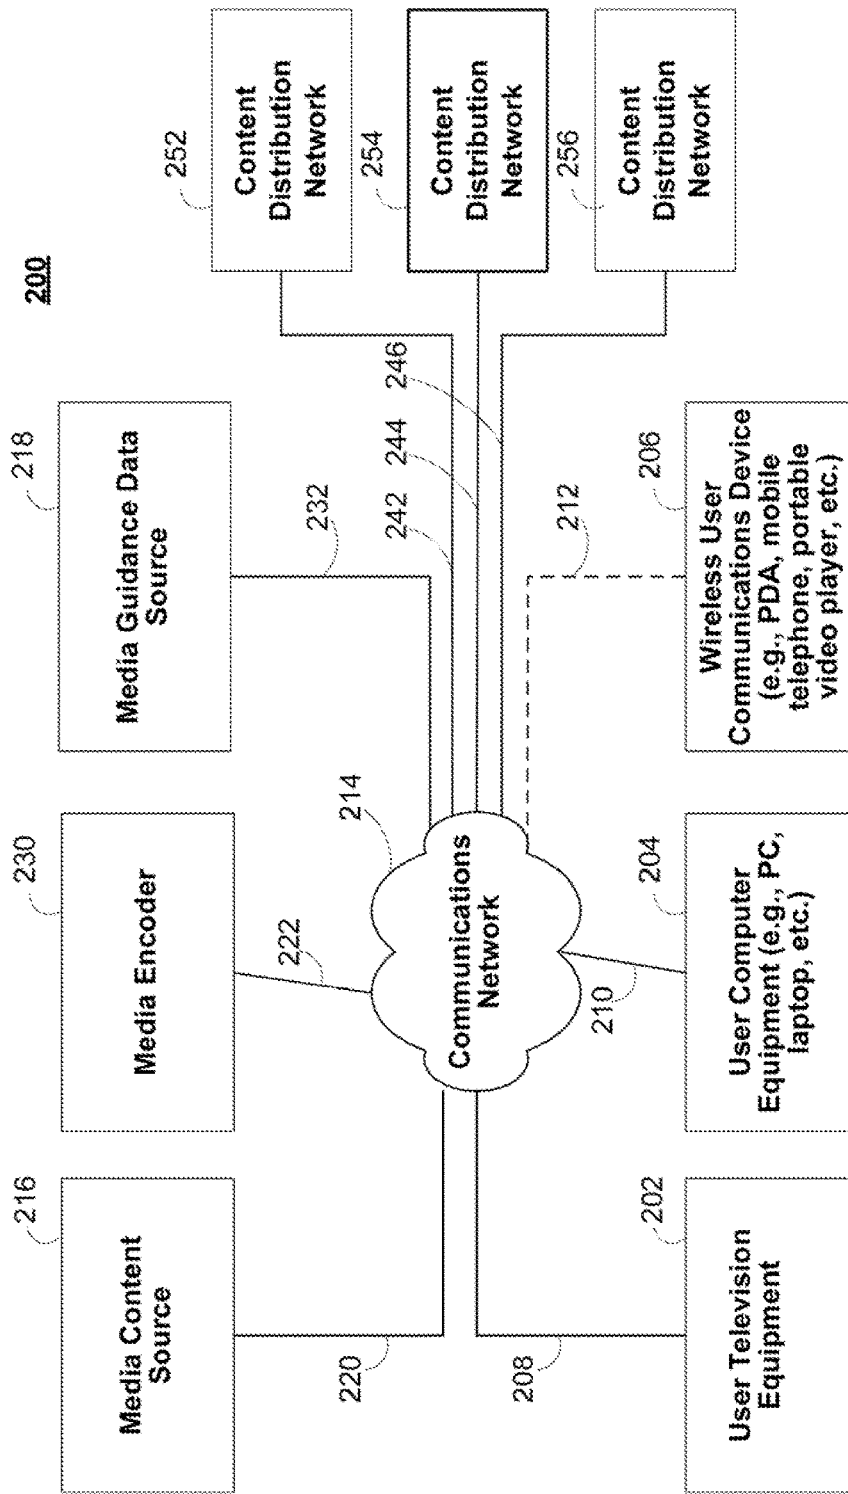 200
216
Media Content
Source
230
Media Encoder
218
Media Guidance Data
Source
252
Content
Distribution
Network
220
222
214
232
Communications
Network
242
244
246
254
Content
Distribution
Network
208
210
212
256
Content
Distribution
Network
202
User Television
Equipment
204
User Computer
Equipment (e.g., PC,
laptop, etc.)
206
Wireless User
Communications Device
(e.g., PDA, mobile
telephone, portable
video player, etc.)